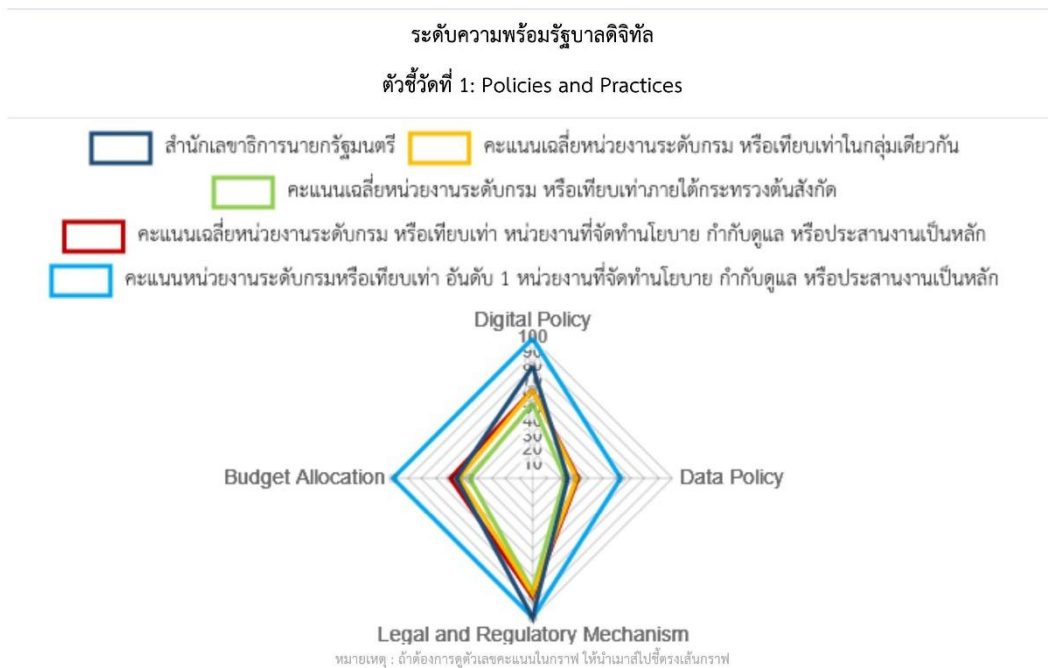 ระดับความพร้อมรัฐบาลดิจิทัล
ตัวชี้วัดที่ 1: Policies and Practices
สำนักเลขาธิการนายกรัฐมนตรี คะแนนเฉลี่ยหน่วยงานระดับกรม หรือเทียบเท่าในกลุ่มเดียวกัน
คะแนนเฉลี่ยหน่วยงานระดับกรม หรือเทียบเท่าภายใต้กระทรวงต้นสังกัด
คะแนนเฉลี่ยหน่วยงานระดับกรม หรือเทียบเท่า หน่วยงานที่จัดทำนโยบาย กำกับดูแล หรือประสานงานเป็นหลัก
คะแนนหน่วยงานระดับกรมหรือเทียบเท่า อันดับ 1 หน่วยงานที่จัดทำนโยบาย กำกับดูแล หรือประสานงานเป็นหลัก
Digital Policy
100
90
80
40
30
20
10
Budget Allocation Data Policy
Legal and Regulatory Mechanism
หมายเหตุ : ถ้าต้องการดูตัวเลขคะแนนในกราฟ ให้นำเมาส์ไปชี้ตรงเส้นกราฟ